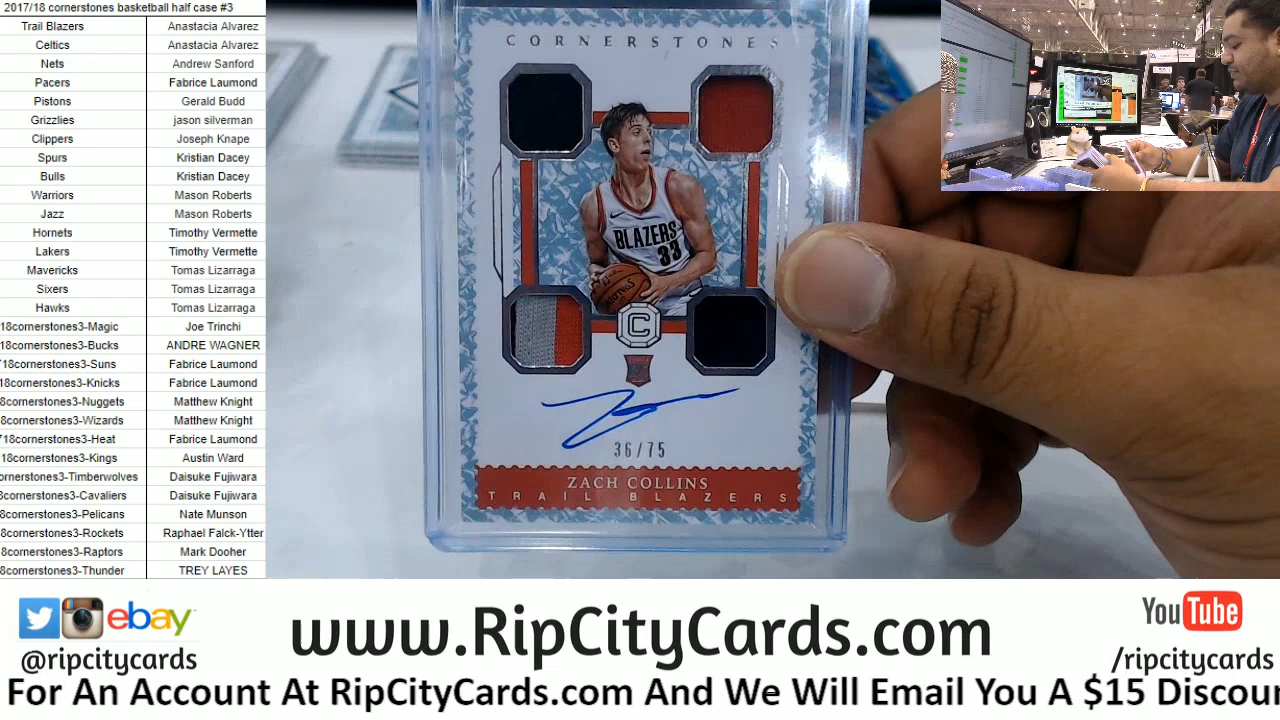 2017/18 cornerstones basketball half case #3
Trail Blazers Anastacia Alvarez
Celtics Anastacia Alvarez
Nets Andrew Sanford
Pacers Fabrice Laumond
Pistons Gerald Budd
Grizzlies jason silverman
Clippers Joseph Knape
Spurs Kristian Dacey
Bulls Kristian Dacey
Warriors Mason Roberts
Jazz Mason Roberts
Hornets Timothy Vermette
Lakers Timothy Vermette
Mavericks Tomas Lizarraga
Sixers Tomas Lizarraga
Hawks Tomas Lizarraga
18cornerstones3-Magic Joe Trinchi
18cornerstones3-Bucks ANDRE WAGNER
18cornerstones3-Suns Fabrice Laumond
8cornerstones3-Knicks Fabrice Laumond
8cornerstones3-Nuggets Matthew Knight
8cornerstones3-Wizards Matthew Knight
18cornerstones3-Heat Fabrice Laumond
18cornerstones3-Kings Austin Ward
ornerstones3-Timberwolves Daisuke Fujiwara
cornerstones3-Cavaliers Daisuke Fujiwara
8cornerstones3-Pelicans Nate Munson
8cornerstones3-Rockets Raphael Falck-Ytter
8cornerstones3-Raptors Mark Dooher
8cornerstones3-Thunder TREY LAYES
CORNERSTONES
BLAZERS
33
C
36/75
ZACH COLLINS
TRAIL BLAZERS
ebay
@ripcitycards
www.RipCityCards.com
YouTube
/ripcitycards
For An Account At RipCityCards.com And We Will Email You A $15 Discou